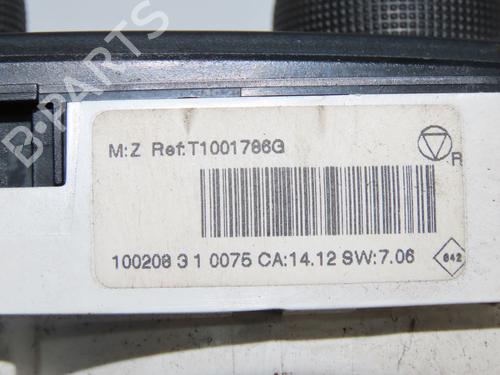 M:Z Ref:T1001786G
R
100208 3 1 0075 CA:14.12 SW:7.06
642
B-PARTS